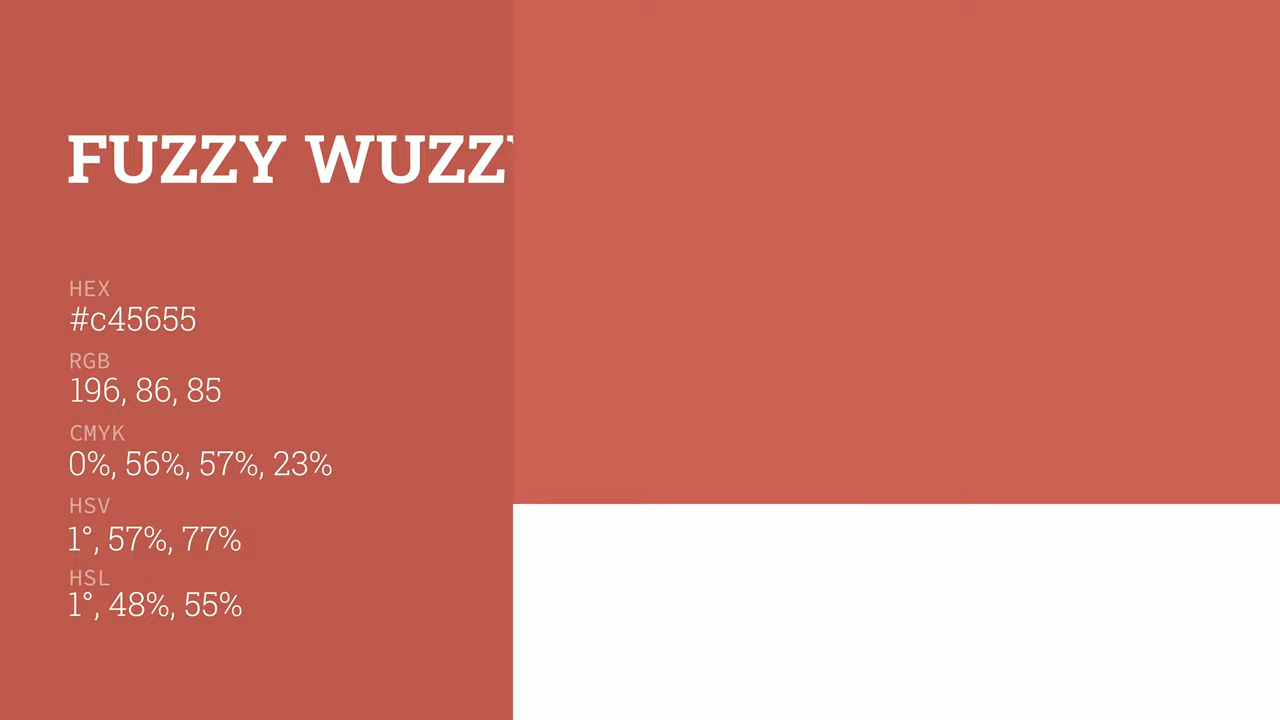 FUZZY WUZZ
HEX
#c45655
RGB
196, 86, 85
CMYK
0%, 56%, 57%, 23%
HSV
1°, 57%, 77%
HSL
1°, 48%, 55%